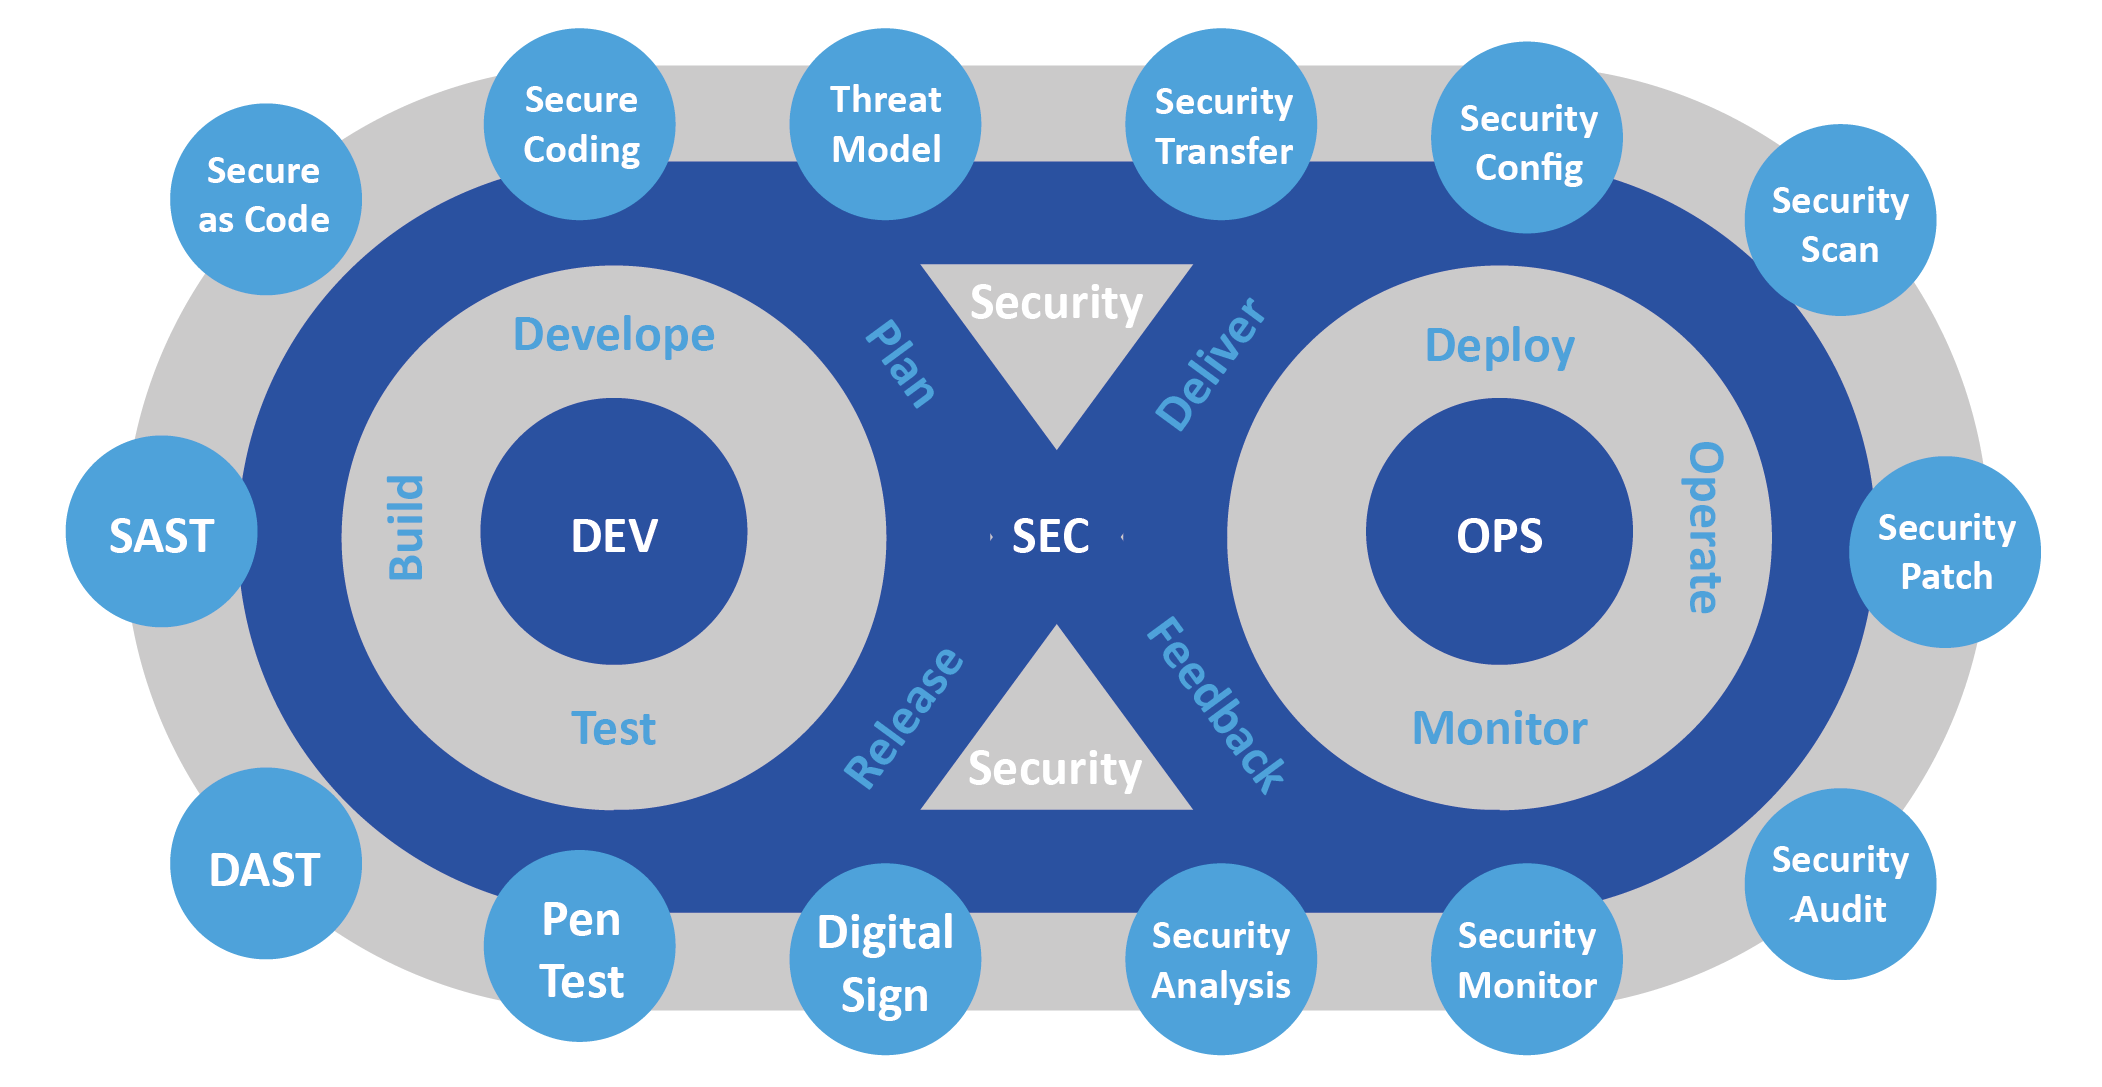 Secure
Coding
Threat
Model
Security
Transfer
Security
Config
Secure
as Code
Security
Scan
Security
Develope
Plan
Deliver
Deploy
SAST
Build
DEV
SEC
OPS
Operate
Security
Patch
Test
Release
Security
Feedback
Monitor
DAST
Security
Audit
Pen
Test
Digital
Sign
Security
Analysis
Security
Monitor